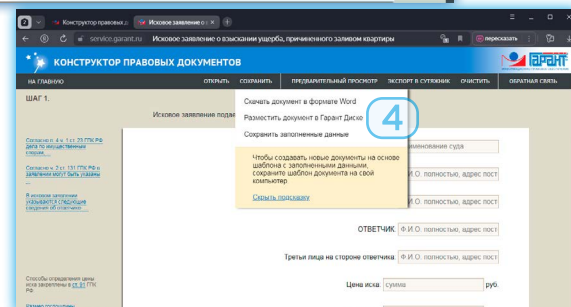 Конструктор правовых д
Исковое заявление о с
service.garant.ru Исковое заявление о взыскании ущерба, причиненного заливом квартиры
пересказать
КОНСТРУКТОР ПРАВОВЫХ ДОКУМЕНТОВ
ГАРАНТ
НА ГЛАВНУЮ ОТКРЫТЬ СОХРАНИТЬ ПРЕДВАРИТЕЛЬНЫЙ ПРОСМОТР ЭКСПОРТ В СУТЯЖНИК ОЧИСТИТЬ ОБРАТНАЯ СВЯЗЬ
ШАГ 1.
Исковое заявление подае
Скачать документ в формате Word
Разместить документ в Гарант Диске
Сохранить заполненные данные
4
Чтобы создавать новые документы на основе
шаблона с заполненными данными,
сохраните шаблон документа на свой
компьютер
Скрыть подсказку
Согласно п. 4 ч. 1 ст. 23 ГПК РФ
дела по имущественным
спорам...
Согласно ч. 2 ст. 131 ГПК РФ в
заявлении могут быть указаны
...
В исковом заявлении
указываются следующие
сведения об ответчике...
именование суда
Ф.И.О. полностью, адрес пост
Ф.И.О. полностью, адрес пост
ОТВЕТЧИК: Ф.И.О. полностью, адрес пост
Третьи лица на стороне ответчика: Ф.И.О. полностью, адрес пост
Способы определения цены
иска закреплены в ст. 91 ГПК
РФ.
Цена иска: сумма руб.
Размер госпошлины